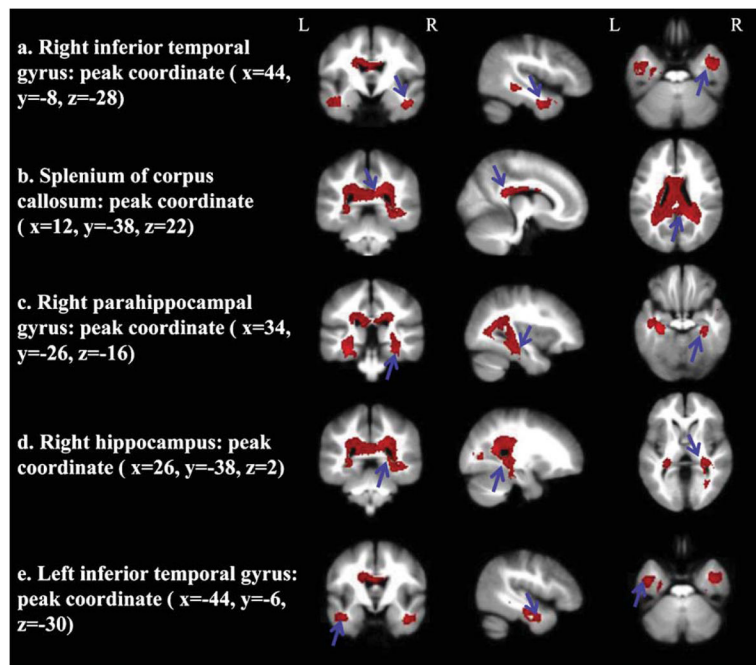 L R L R
a. Right inferior temporal
gyrus: peak coordinate ( x=44,
y=-8, z=-28)
b. Splenium of corpus
callosum: peak coordinate
( x=12, y=-38, z=22)
c. Right parahippocampal
gyrus: peak coordinate ( x=34,
y=-26, z=-16)
d. Right hippocampus: peak
coordinate ( x=26, y=-38, z=2)
e. Left inferior temporal gyrus:
peak coordinate ( x=-44, y=-6,
z=-30)